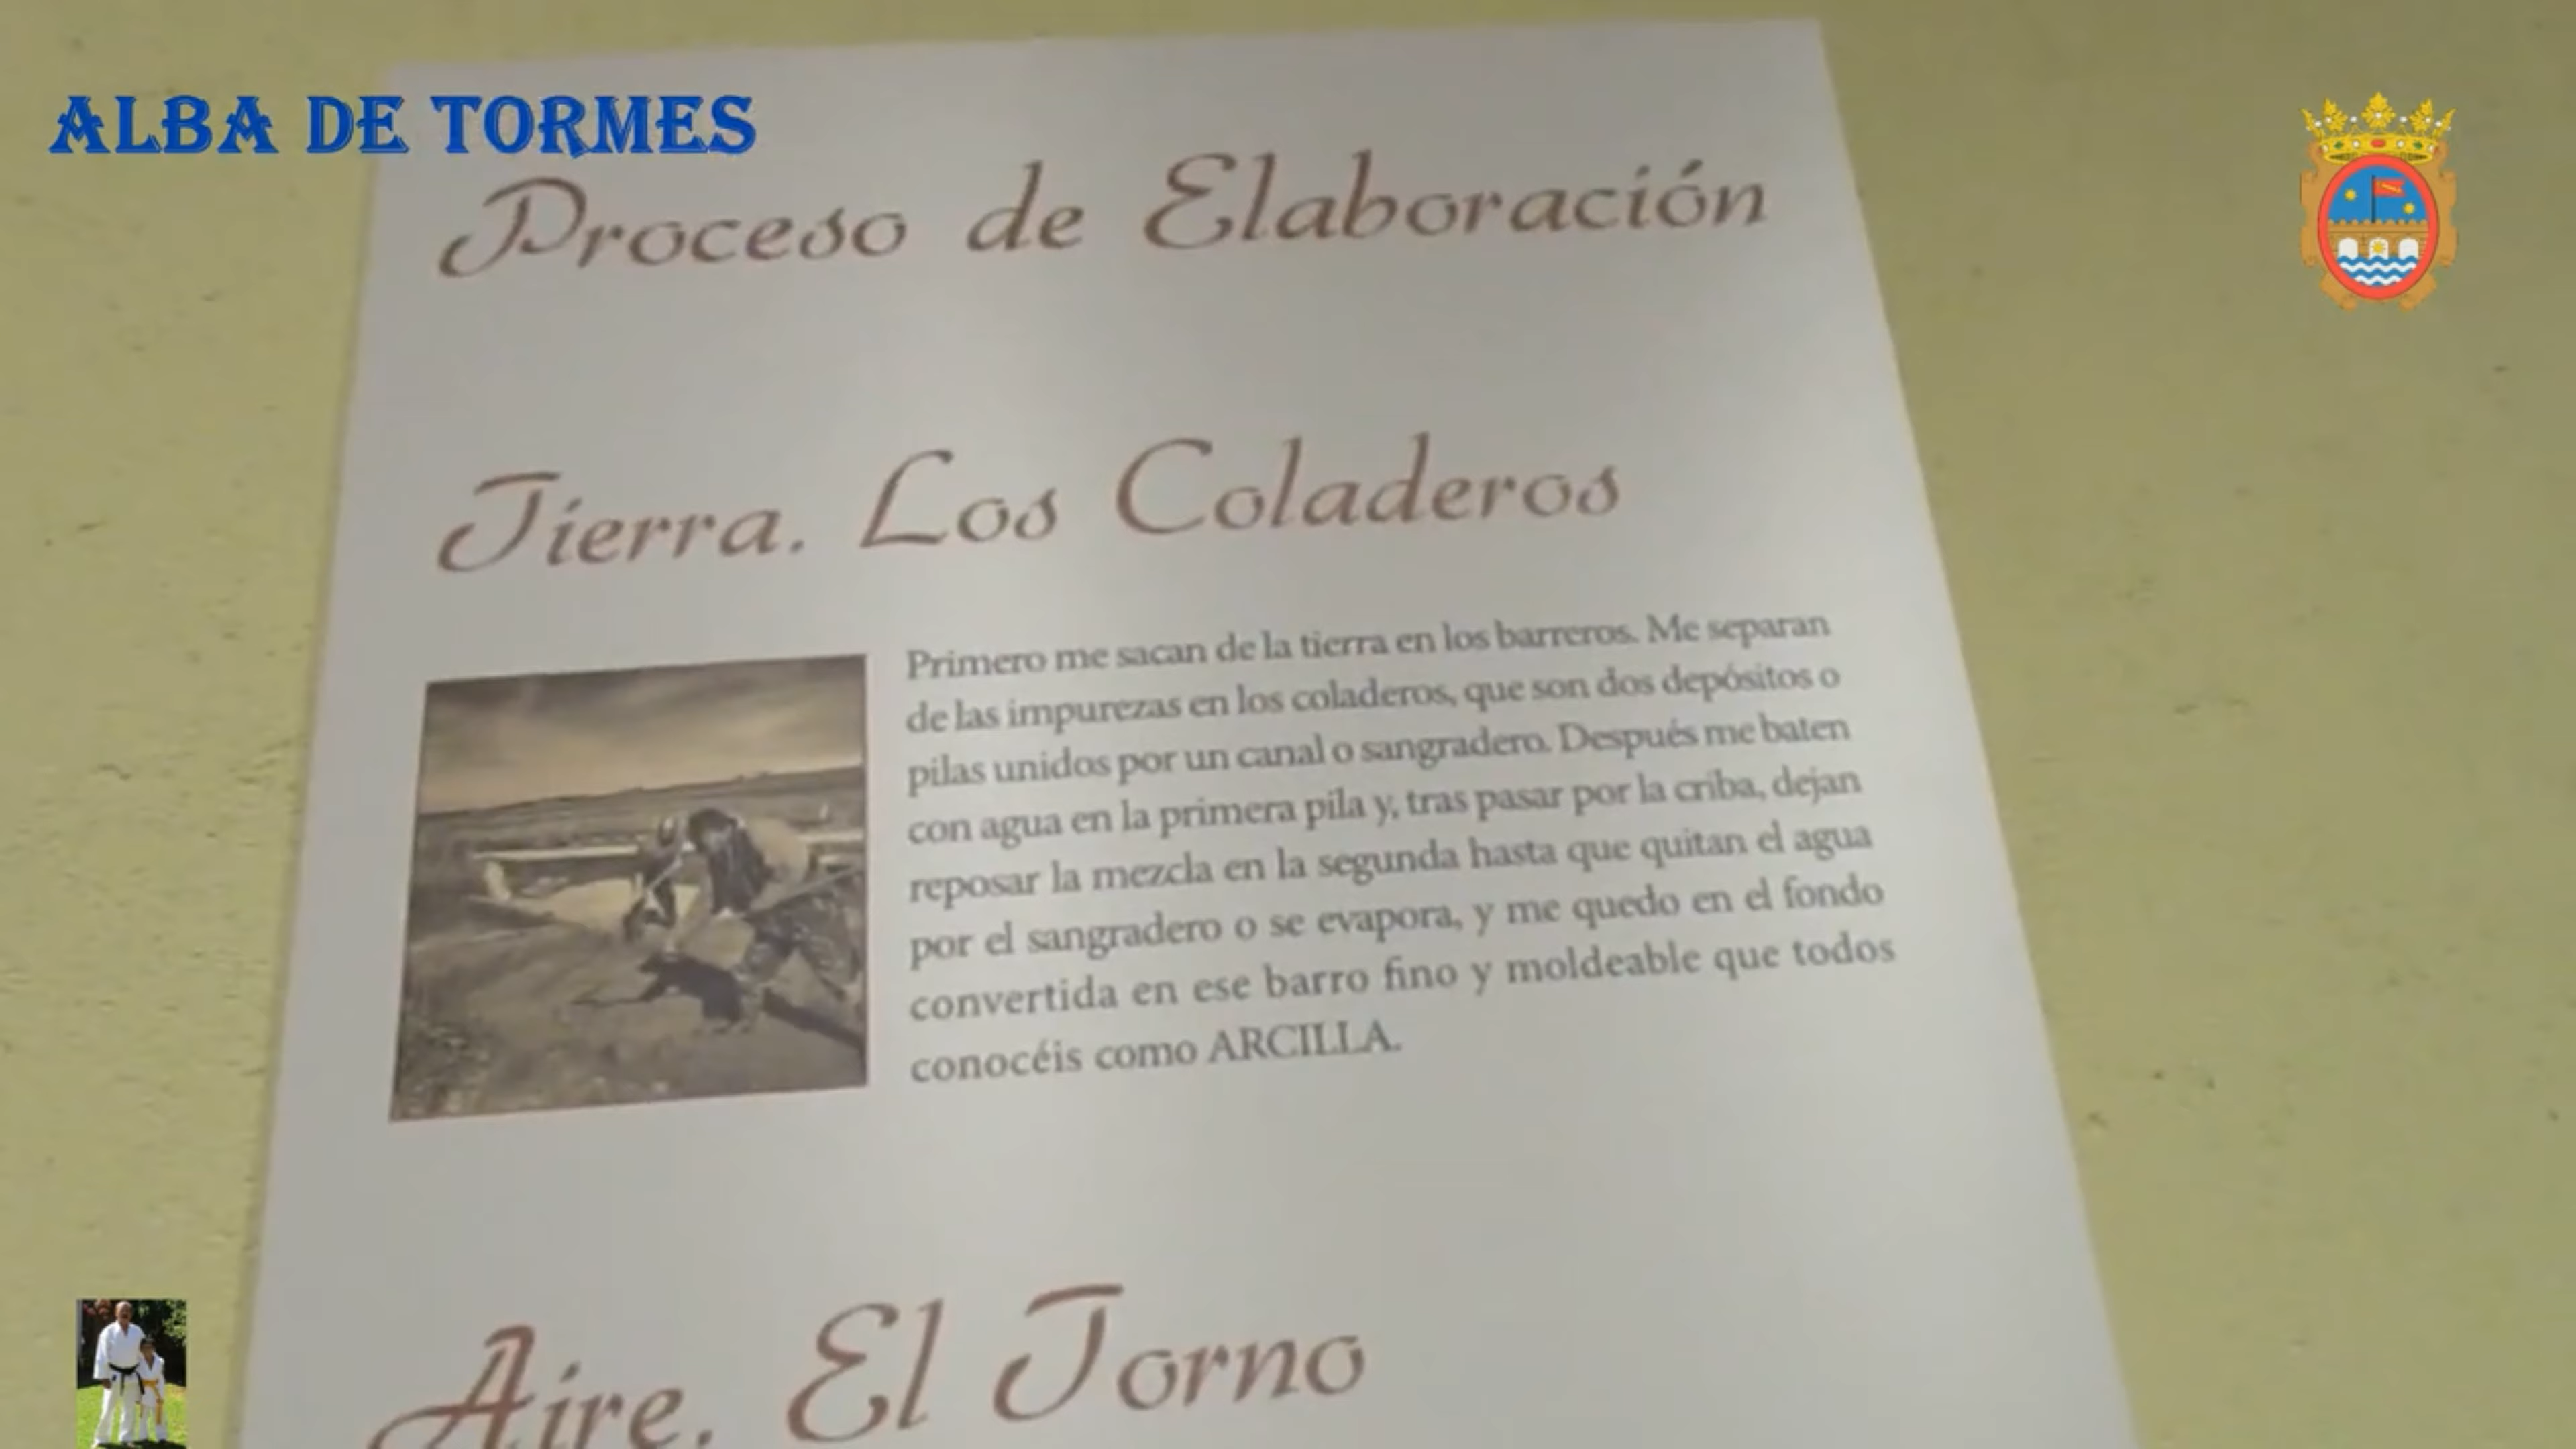 ALBA DE TORMES
Proceso de Elaboración
Tierra. Los Coladeros
Primero me sacan de la tierra en los barreros. Me separan
de las impurezas en los coladeros, que son dos depósitos o
pilas unidos por un canal o sangradero. Después me baten
con agua en la primera pila y, tras pasar por la criba, dejan
reposar la mezcla en la segunda hasta que quitan el agua
por el sangradero o se evapora, y me quedo en el fondo
convertida en ese barro fino y moldeable que todos
conocéis como ARCILLA.
Aire. El Torno